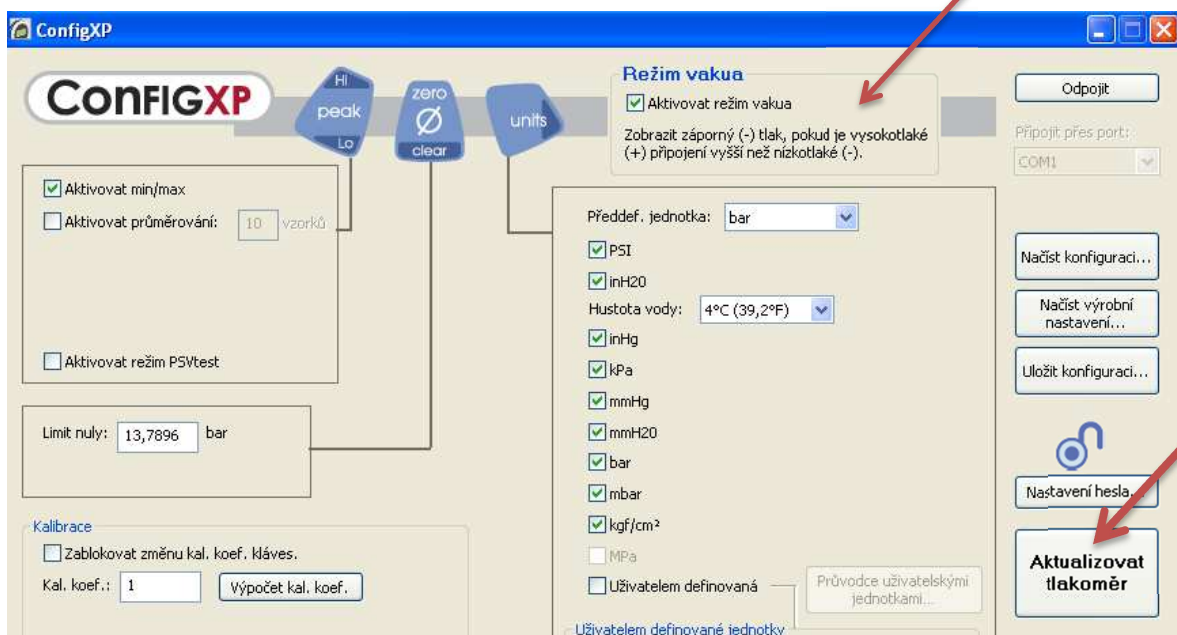 ConfigXP
CONFIGXP
Hi
peak
Lo
zero
Ø
clear
units
Režim vakua
Aktivovat režim vakua
Zobrazit záporný (-) tlak, pokud je vysokotlaké
(+) připojení vyšší než nízkotlaké (-).
Odpojit
Připojit přes port:
COM1
Aktivovat min/max
Aktivovat průměrování: 10 vzorků
Aktivovat režim PSVtest
Limit nuly: 13,7896 bar
Kalibrace
Zablokovat změnu kal. koef. kláves.
Kal. koef.: 1 Výpočet kal. koef.
Předdef. jednotka: bar
PSI
inH20
Hustota vody: 4°C (39,2°F)
inHg
kPa
mmHg
mmH20
bar
mbar
kgf/cm²
MPa
Uživatelem definovaná
Průvodce uživatelskými
jednotkami...
Uživatelem definované jednotky
Načíst konfiguraci...
Načíst výrobní
nastavení...
Uložit konfiguraci...
Nastavení hesla...
Aktualizovat
tlakoměr